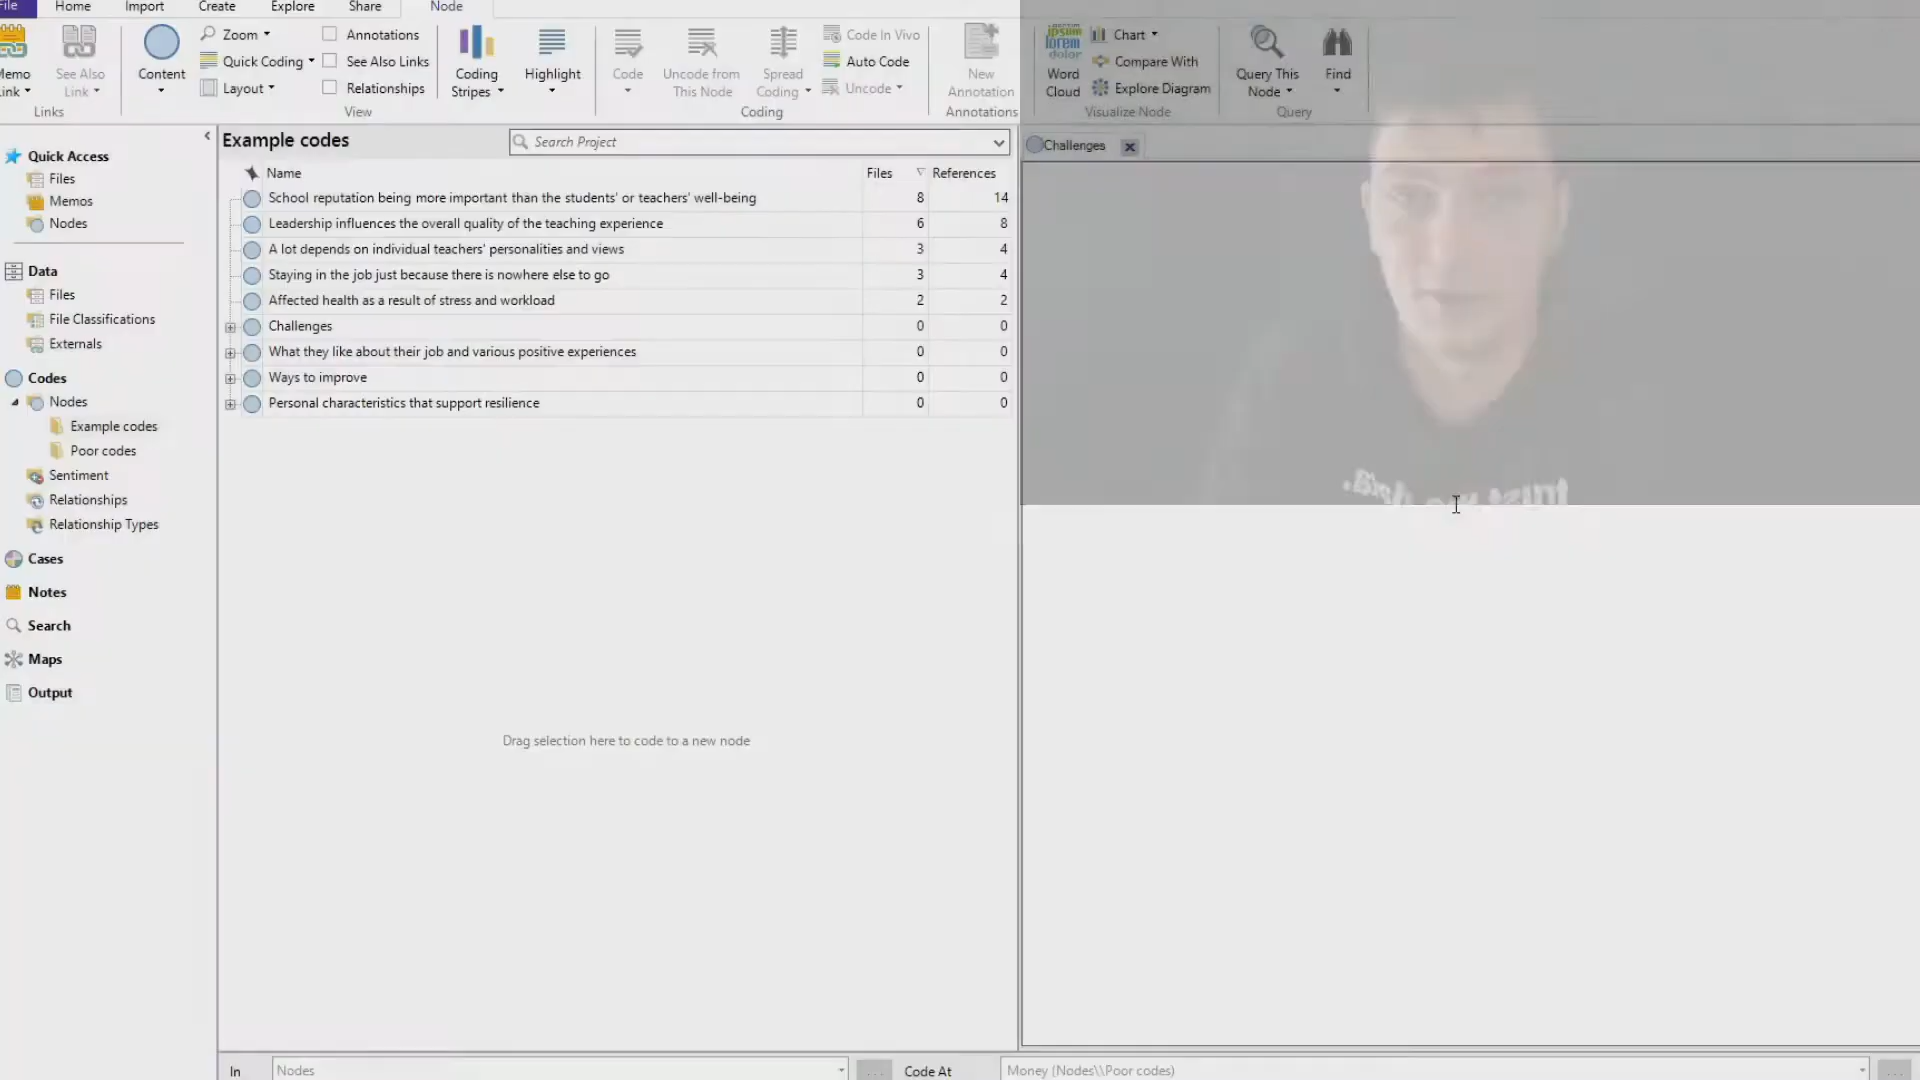 File Home Import Create Explore Share Node
Memo Link
See Also Link
Links
Content
Zoom
Quick Coding
Layout
Annotations
See Also Links
Relationships
View
Coding Stripes
Highlight
Code
Uncode from This Node
Spread Coding
Code In Vivo
Auto Code
Uncode
Coding
New Annotation
Annotations
Word Cloud
Chart
Compare With
Explore Diagram
Visualize Node
Query This Node
Find
Query
Quick Access
Files
Memos
Nodes
Data
Files
File Classifications
Externals
Codes
Nodes
Example codes
Poor codes
Sentiment
Relationships
Relationship Types
Cases
Notes
Search
Maps
Output
Example codes
Search Project
Name Files References
School reputation being more important than the students' or teachers' well-being 8 14
Leadership influences the overall quality of the teaching experience 6 8
A lot depends on individual teachers' personalities and views 3 4
Staying in the job just because there is nowhere else to go 3 4
Affected health as a result of stress and workload 2 2
Challenges 0 0
What they like about their job and various positive experiences 0 0
Ways to improve 0 0
Personal characteristics that support resilience 0 0
Drag selection here to code to a new node
Challenges
In Nodes ... Code At Money (Nodes\\Poor codes) ...